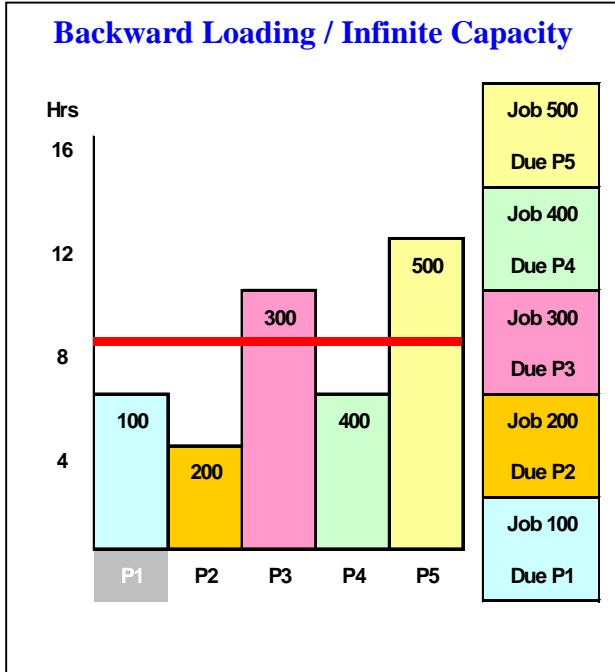 Backward Loading / Infinite Capacity
Hrs
16
12
8
4
100
200
300
400
500
P1 P2 P3 P4 P5
Job 500
Due P5
Job 400
Due P4
Job 300
Due P3
Job 200
Due P2
Job 100
Due P1